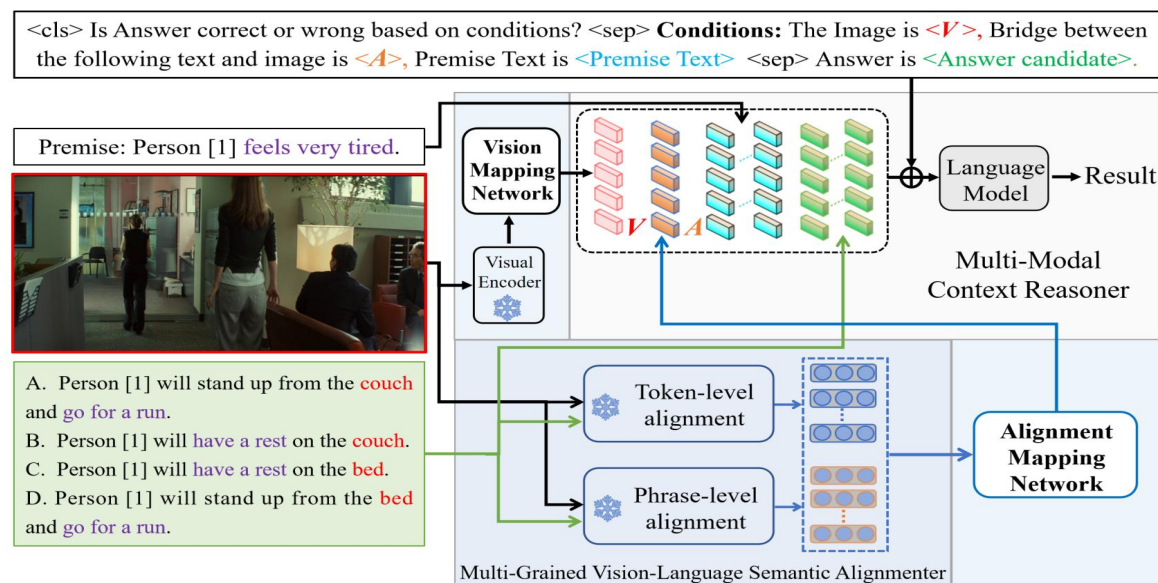 <cls> Is Answer correct or wrong based on conditions? <sep> Conditions: The Image is <V>, Bridge between
the following text and image is <A>, Premise Text is <Premise Text> <sep> Answer is <Answer candidate>.
Premise: Person [1] feels very tired.
Vision
Mapping
Network
Visual
Encoder
V
A
Language
Model
Result
Multi-Modal
Context Reasoner
A. Person [1] will stand up from the couch
and go for a run.
B. Person [1] will have a rest on the couch.
C. Person [1] will have a rest on the bed.
D. Person [1] will stand up from the bed
and go for a run.
Token-level
alignment
Phrase-level
alignment
Alignment
Mapping
Network
Multi-Grained Vision-Language Semantic Alignmenter